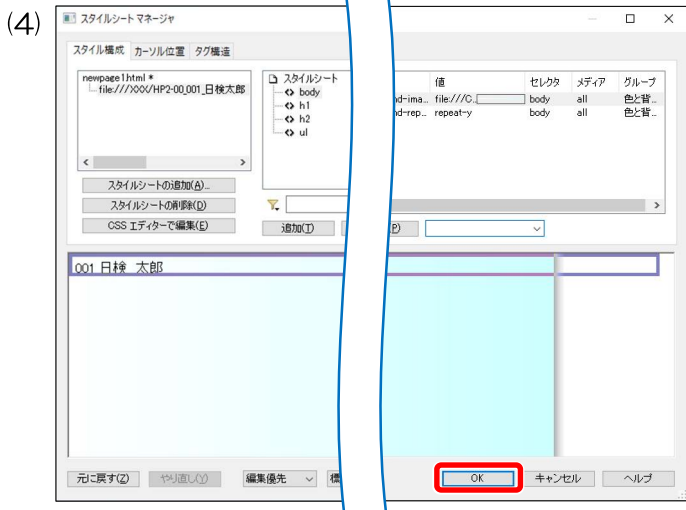 (4)
スタイルシート マネージャ
スタイル構成 カーソル位置 タグ構造
newpage1.html *
file:///XXX/HP2-00_001_日検太郎
スタイルシート
body
h1
h2
ul
値 セレクタ メディア グループ
nd-ima... file:///C... body all 色と背...
nd-rep... repeat-y body all 色と背...
スタイルシートの追加(A)...
スタイルシートの削除(D)
CSS エディターで編集(E)
追加(T)
P)
001 日検 太郎
元に戻す(Z) やり直し(Y) 編集優先 標 OK キャンセル ヘルプ